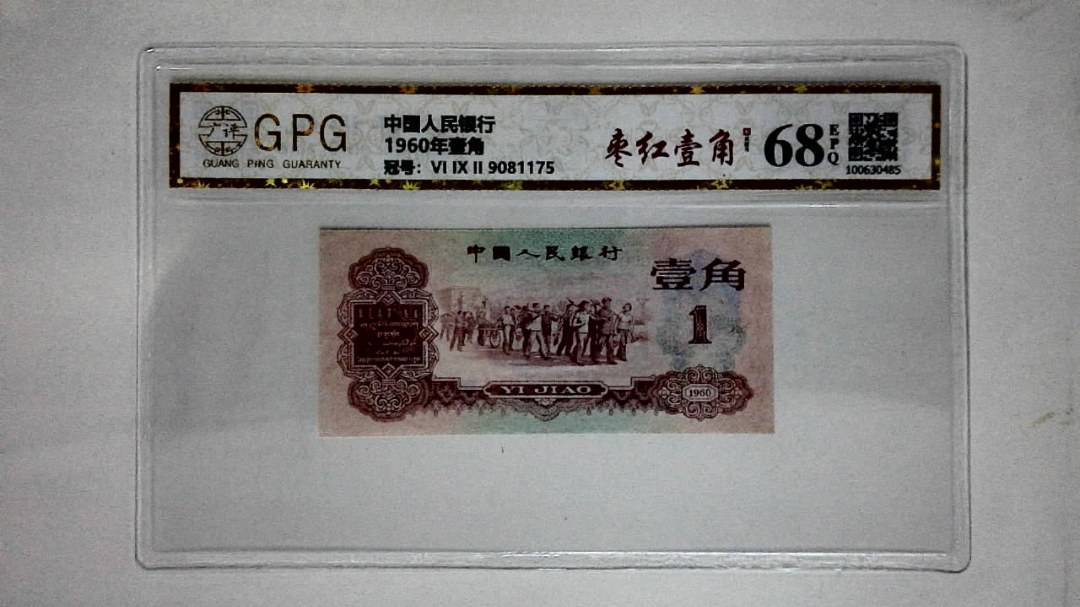 广评
GPG
GUANG PING GUARANTY
中国人民银行
1960年壹角
冠号：VI IX II 9081175
枣红壹角
68
EPQ
100630485
中國人民銀行
壹角
1
YI JIAO
1960